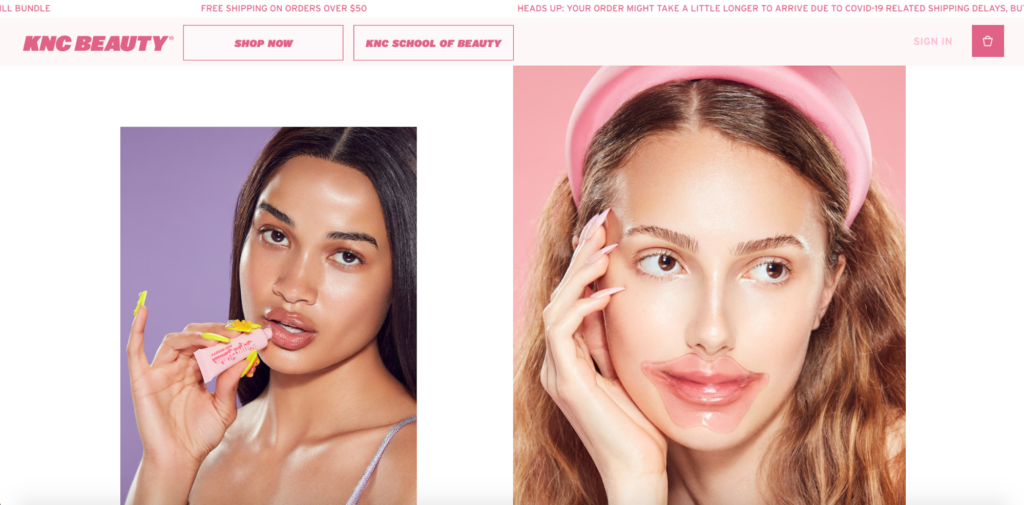 ILL BUNDLE
FREE SHIPPING ON ORDERS OVER $50
HEADS UP: YOUR ORDER MIGHT TAKE A LITTLE LONGER TO ARRIVE DUE TO COVID-19 RELATED SHIPPING DELAYS, BU
KNC BEAUTY®
SHOP NOW
KNC SCHOOL OF BEAUTY
SIGN IN